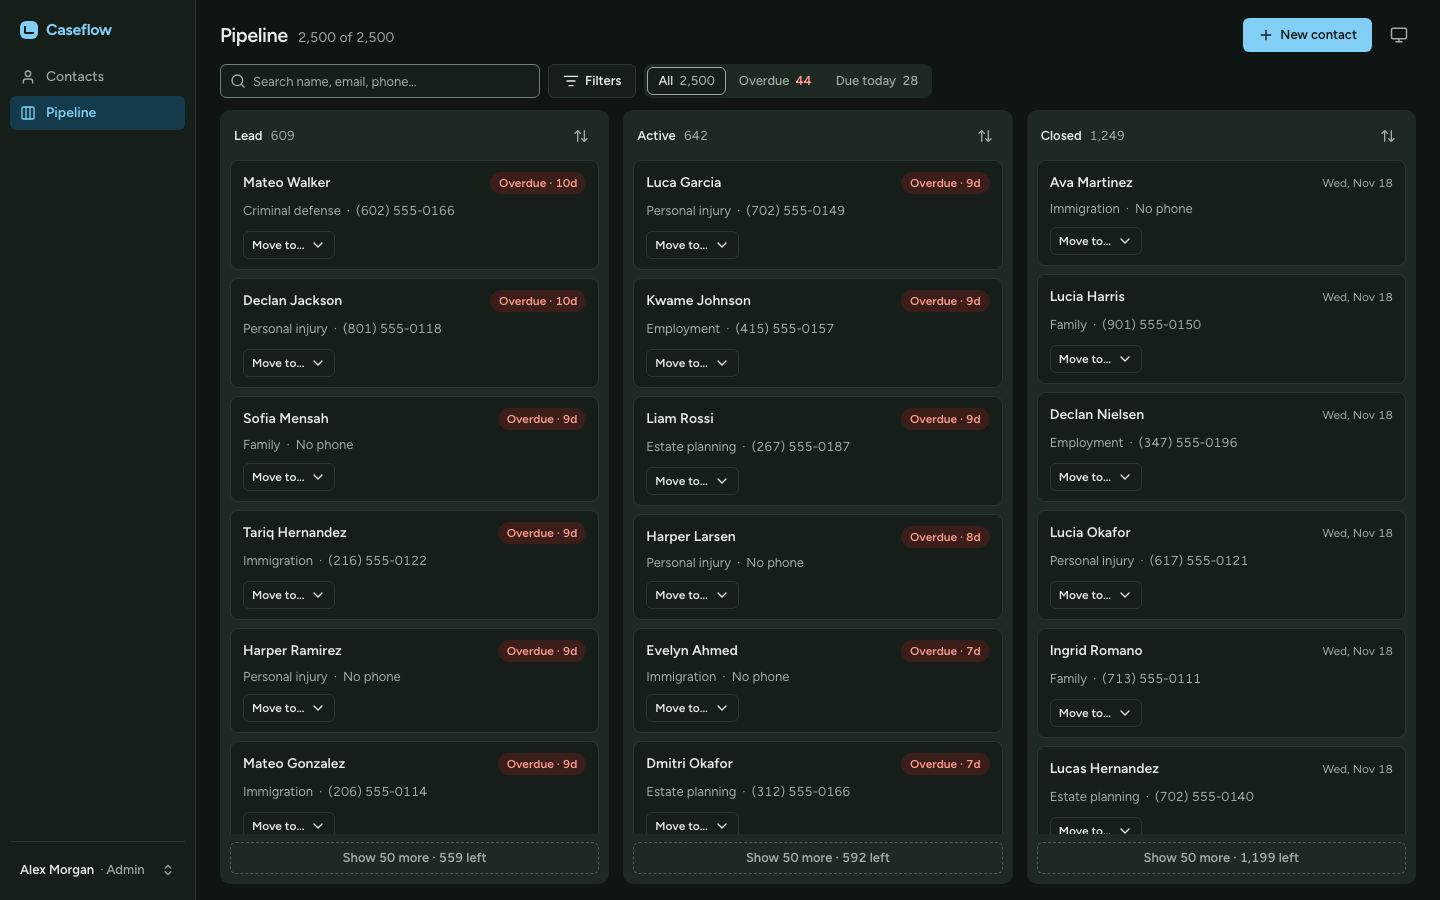 Caseflow
Contacts
Pipeline
Alex Morgan · Admin
Pipeline 2,500 of 2,500
New contact
Search name, email, phone...
Filters
All 2,500
Overdue 44
Due today 28
Lead 609
Mateo Walker
Overdue · 10d
Criminal defense · (602) 555-0166
Move to...
Declan Jackson
Overdue · 10d
Personal injury · (801) 555-0118
Move to...
Sofia Mensah
Overdue · 9d
Family · No phone
Move to...
Tariq Hernandez
Overdue · 9d
Immigration · (216) 555-0122
Move to...
Harper Ramirez
Overdue · 9d
Personal injury · No phone
Move to...
Mateo Gonzalez
Overdue · 9d
Immigration · (206) 555-0114
Move to...
Show 50 more · 559 left
Active 642
Luca Garcia
Overdue · 9d
Personal injury · (702) 555-0149
Move to...
Kwame Johnson
Overdue · 9d
Employment · (415) 555-0157
Move to...
Liam Rossi
Overdue · 9d
Estate planning · (267) 555-0187
Move to...
Harper Larsen
Overdue · 8d
Personal injury · No phone
Move to...
Evelyn Ahmed
Overdue · 7d
Immigration · No phone
Move to...
Dmitri Okafor
Overdue · 7d
Estate planning · (312) 555-0166
Move to...
Show 50 more · 592 left
Closed 1,249
Ava Martinez
Wed, Nov 18
Immigration · No phone
Move to...
Lucia Harris
Wed, Nov 18
Family · (901) 555-0150
Move to...
Declan Nielsen
Wed, Nov 18
Employment · (347) 555-0196
Move to...
Lucia Okafor
Wed, Nov 18
Personal injury · (617) 555-0121
Move to...
Ingrid Romano
Wed, Nov 18
Family · (713) 555-0111
Move to...
Lucas Hernandez
Wed, Nov 18
Estate planning · (702) 555-0140
Move to...
Show 50 more · 1,199 left